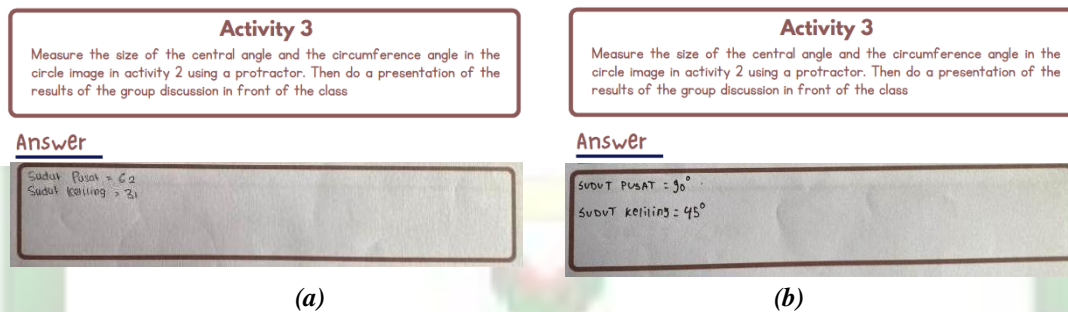 Activity 3
Measure the size of the central angle and the circumference angle in the
circle image in activity 2 using a protractor. Then do a presentation of the
results of the group discussion in front of the class
Answer
Sudut Pusat = 62
Sudut Keliling = 31
(a)
Activity 3
Measure the size of the central angle and the circumference angle in the
circle image in activity 2 using a protractor. Then do a presentation of the
results of the group discussion in front of the class
Answer
SUDUT PUSAT = 90°
SUDUT Keliling = 45°
(b)